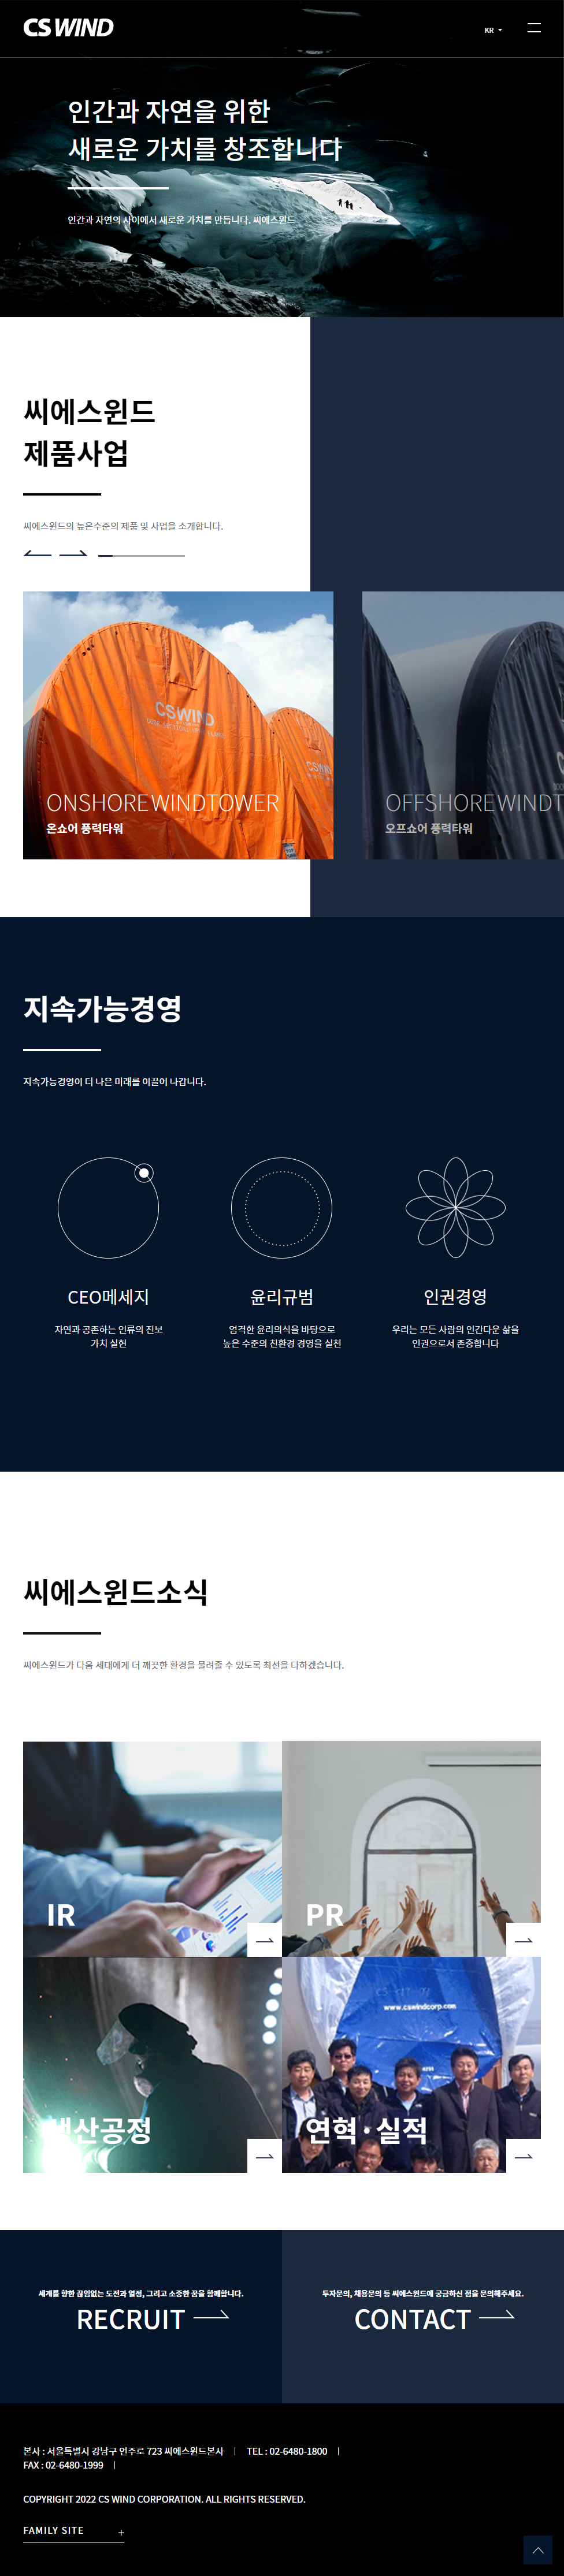 CS WIND
KR
인간과 자연을 위한
새로운 가치를 창조합니다
인간과 자연의 사이에서 새로운 가치를 만듭니다. 씨에스윈드
씨에스윈드
제품사업
씨에스윈드의 높은수준의 제품 및 사업을 소개합니다.
CSWIND
ONSHORE WINDTOWER
온쇼어 풍력타워
OFFSHORE WINDT
오프쇼어 풍력타워
지속가능경영
지속가능경영이 더 나은 미래를 이끌어 나갑니다.
CEO메세지
자연과 공존하는 인류의 진보
가치 실현
윤리규범
엄격한 윤리의식을 바탕으로
높은 수준의 친환경 경영을 실천
인권경영
우리는 모든 사람의 인간다운 삶을
인권으로서 존중합니다
씨에스윈드소식
씨에스윈드가 다음 세대에게 더 깨끗한 환경을 물려줄 수 있도록 최선을 다하겠습니다.
IR
PR
www.cswindcorp.com
생산공정
연혁·실적
세계를 향한 끊임없는 도전과 열정, 그리고 소중한 꿈을 함께합니다.
RECRUIT
투자문의, 채용문의 등 씨에스윈드에 궁금하신 점을 문의해주세요.
CONTACT
본사 : 서울특별시 강남구 언주로 723 씨에스윈드본사 | TEL : 02-6480-1800 |
FAX : 02-6480-1999 |
COPYRIGHT 2022 CS WIND CORPORATION. ALL RIGHTS RESERVED.
FAMILY SITE +